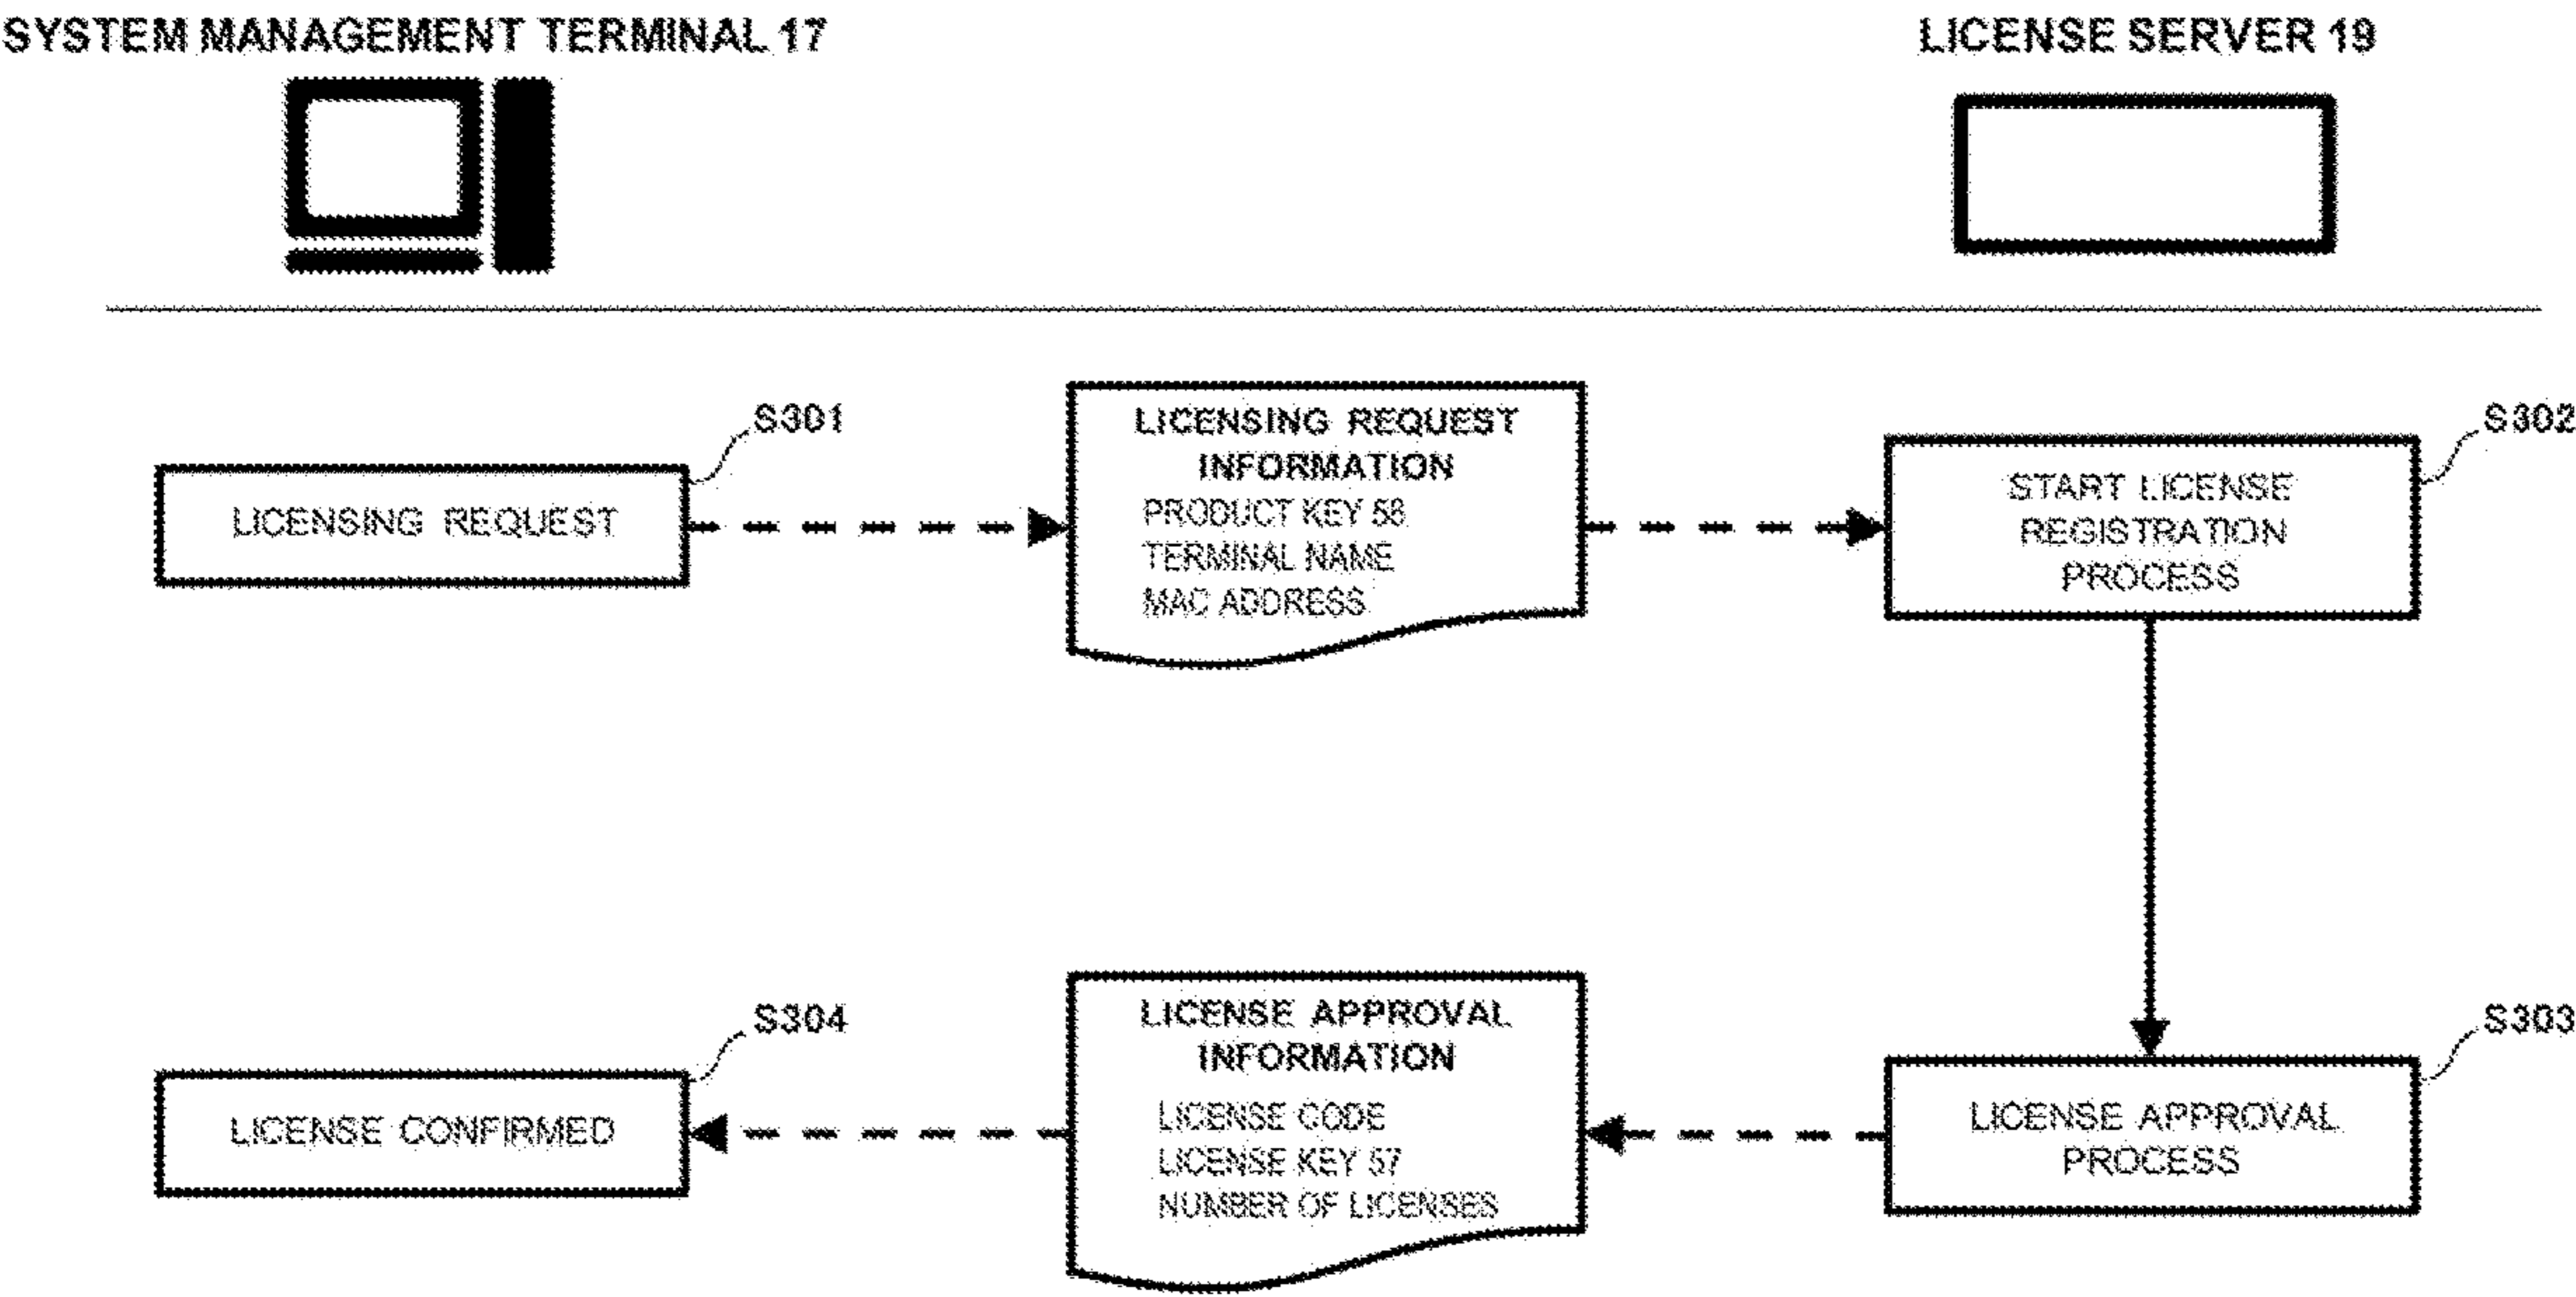 SYSTEM MANAGEMENT TERMINAL 17
LICENSE SERVER 19
S301
LICENSING REQUEST
LICENSING REQUEST
INFORMATION
PRODUCT KEY 58
TERMINAL NAME
MAC ADDRESS
S302
START LICENSE
REGISTRATION
PROCESS
S304
LICENSE CONFIRMED
LICENSE APPROVAL
INFORMATION
LICENSE CODE
LICENSE KEY 57
NUMBER OF LICENSES
S303
LICENSE APPROVAL
PROCESS